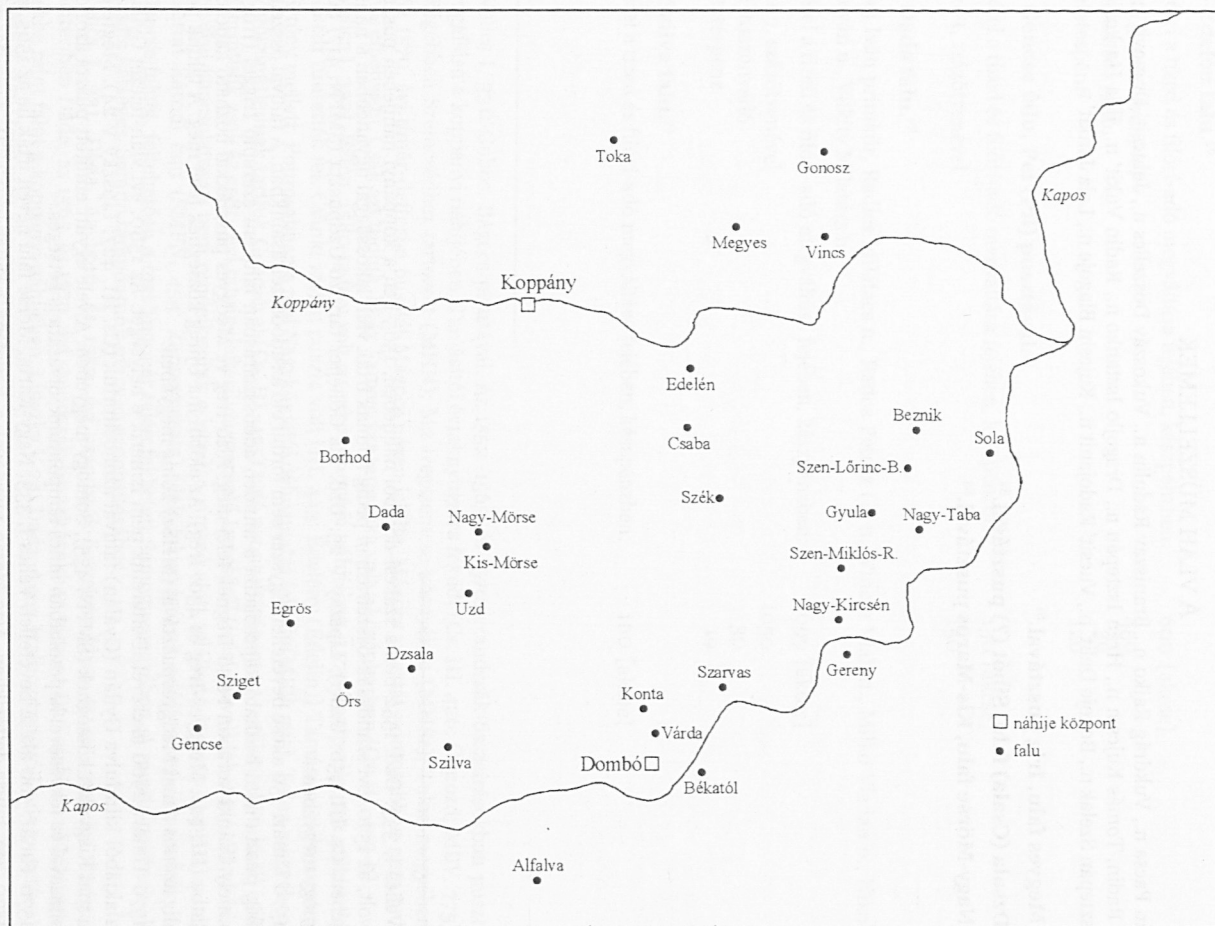 Toka
Gonosz
Kapos
Megyes
Vincs
Koppány
Koppány
Edelén
Beznik
Csaba
Sola
Borhod
Szen-Lőrinc-B.
Szék
Dada
Nagy-Mörse
Gyula
Nagy-Taba
Kis-Mörse
Szen-Miklós-R.
Uzd
Egrös
Nagy-Kircsén
Dzsala
Gereny
Sziget
Örs
Konta
Szarvas
náhije központ
Gencse
Várda
falu
Szilva
Dombó
Békatól
Kapos
Alfalva